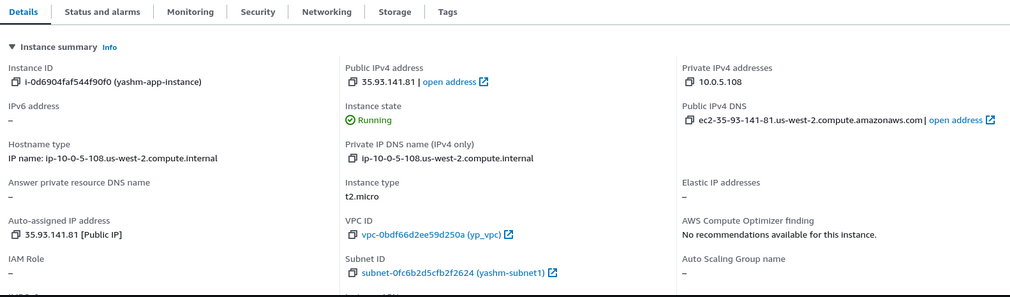 Details Status and alarms Monitoring Security Networking Storage Tags
Instance summary Info
Instance ID
i-0d6904faf544f90f0 (yashm-app-instance)
Public IPv4 address
35.93.141.81 | open address
Private IPv4 addresses
10.0.5.108
IPv6 address
–
Instance state
Running
Public IPv4 DNS
ec2-35-93-141-81.us-west-2.compute.amazonaws.com | open address
Hostname type
IP name: ip-10-0-5-108.us-west-2.compute.internal
Private IP DNS name (IPv4 only)
ip-10-0-5-108.us-west-2.compute.internal
Answer private resource DNS name
–
Instance type
t2.micro
Elastic IP addresses
–
Auto-assigned IP address
35.93.141.81 [Public IP]
VPC ID
vpc-0bdf66d2ee59d250a (yp_vpc)
AWS Compute Optimizer finding
No recommendations available for this instance.
IAM Role
–
Subnet ID
subnet-0fc6b2d5cfb2f2624 (yashm-subnet1)
Auto Scaling Group name
–